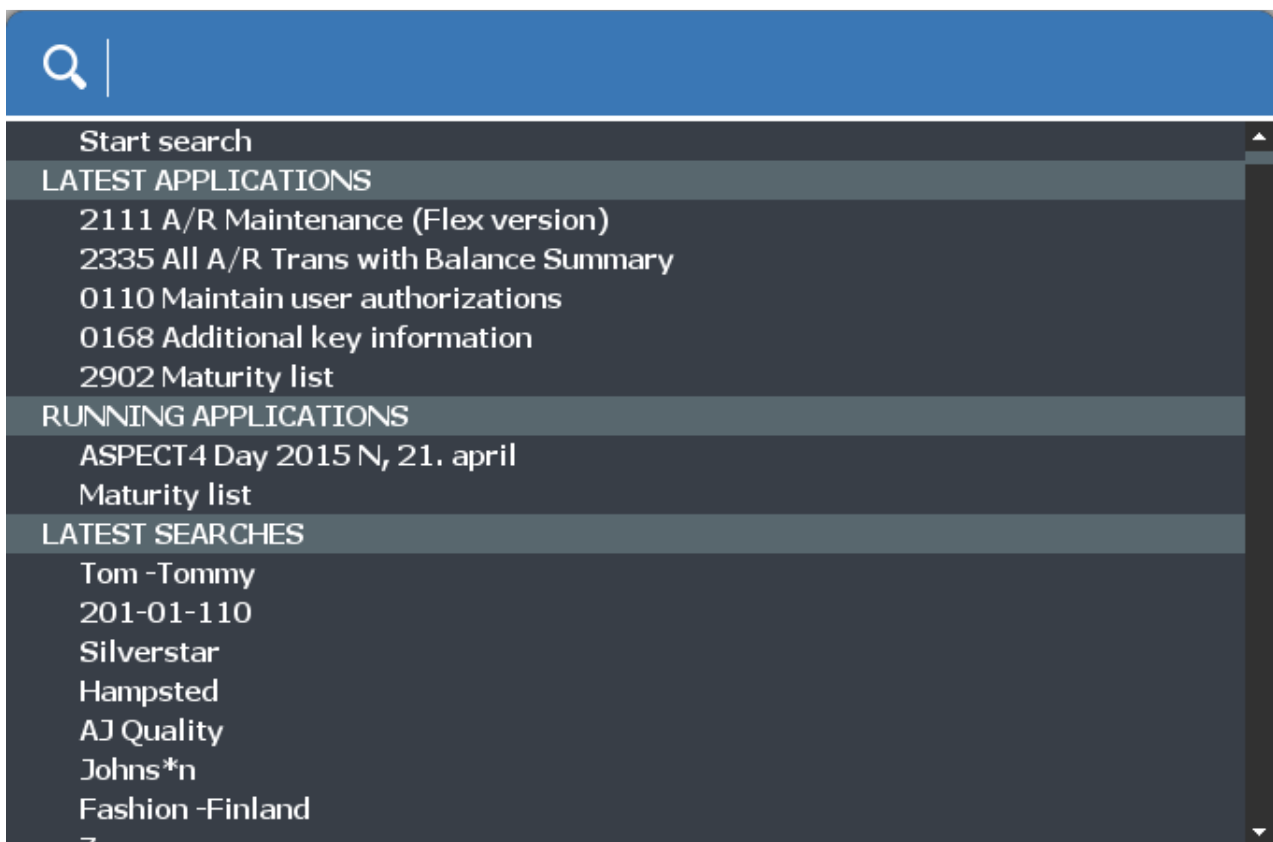 Start search
LATEST APPLICATIONS
2111 A/R Maintenance (Flex version)
2335 All A/R Trans with Balance Summary
0110 Maintain user authorizations
0168 Additional key information
2902 Maturity list
RUNNING APPLICATIONS
ASPECT4 Day 2015 N, 21. april
Maturity list
LATEST SEARCHES
Tom -Tommy
201-01-110
Silverstar
Hampsted
AJ Quality
Johns*n
Fashion -Finland